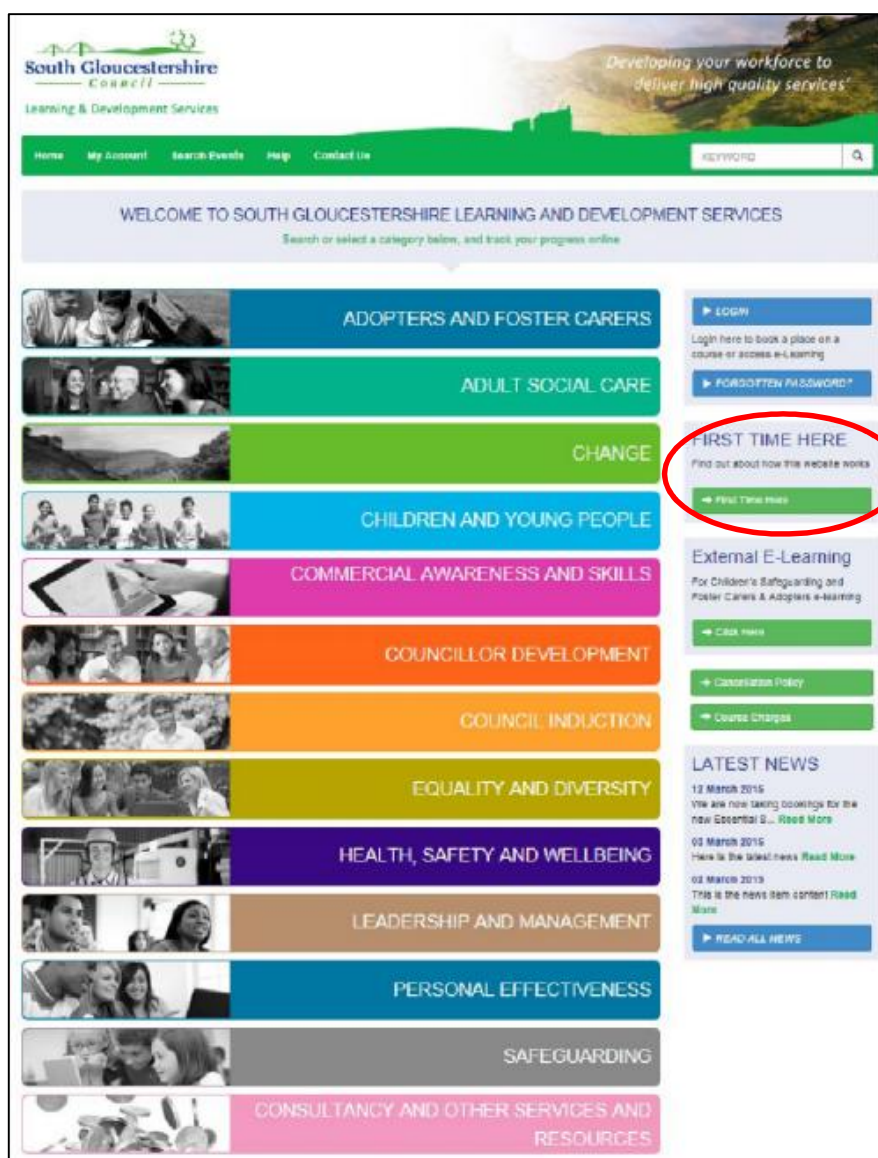 South Gloucestershire
Council
Learning & Development Services
Developing your workforce to
deliver high quality services'
Home My Account Search Events Help Contact Us
KEYWORD
WELCOME TO SOUTH GLOUCESTERSHIRE LEARNING AND DEVELOPMENT SERVICES
Search or select a category below, and track your progress online
ADOPTERS AND FOSTER CARERS
ADULT SOCIAL CARE
CHANGE
CHILDREN AND YOUNG PEOPLE
COMMERCIAL AWARENESS AND SKILLS
COUNCILLOR DEVELOPMENT
COUNCIL INDUCTION
EQUALITY AND DIVERSITY
HEALTH, SAFETY AND WELLBEING
LEADERSHIP AND MANAGEMENT
PERSONAL EFFECTIVENESS
SAFEGUARDING
CONSULTANCY AND OTHER SERVICES AND
RESOURCES
LOGIN
Login here to book a place on a
course or access e-Learning
FORGOTTEN PASSWORD?
FIRST TIME HERE
Find out about how this website works
First Time Here
External E-Learning
For Children's Safeguarding and
Foster Carers & Adopters e-learning
Click Here
Cancellation Policy
Course Charges
LATEST NEWS
12 March 2015
We are now taking bookings for the
new Essential S... Read More
03 March 2015
Here is the latest news Read More
02 March 2015
This is the news item content Read
More
READ ALL NEWS